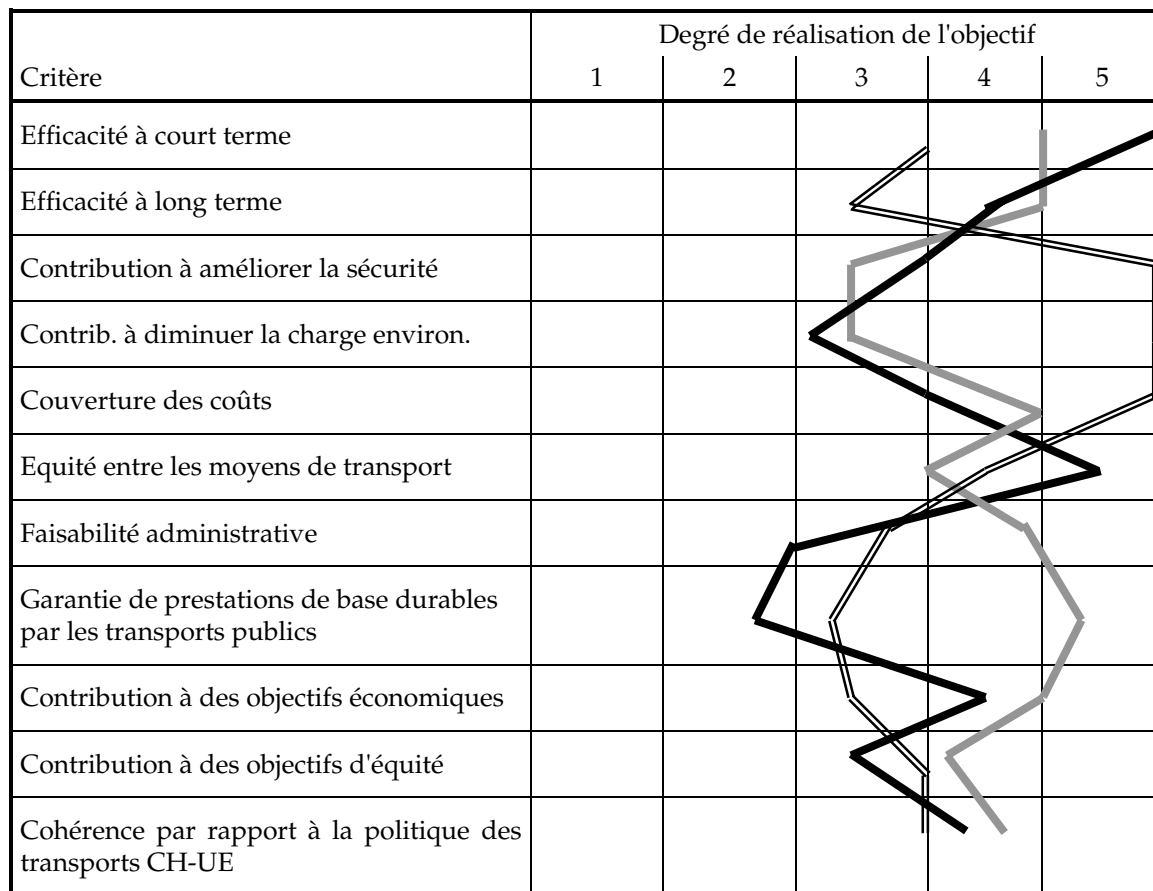 Degré de réalisation de l'objectif
Critère 1 2 3 4 5
Efficacité à court terme
Efficacité à long terme
Contribution à améliorer la sécurité
Contrib. à diminuer la charge environ.
Couverture des coûts
Equité entre les moyens de transport
Faisabilité administrative
Garantie de prestations de base durables
par les transports publics
Contribution à des objectifs économiques
Contribution à des objectifs d'équité
Cohérence par rapport à la politique des
transports CH-UE